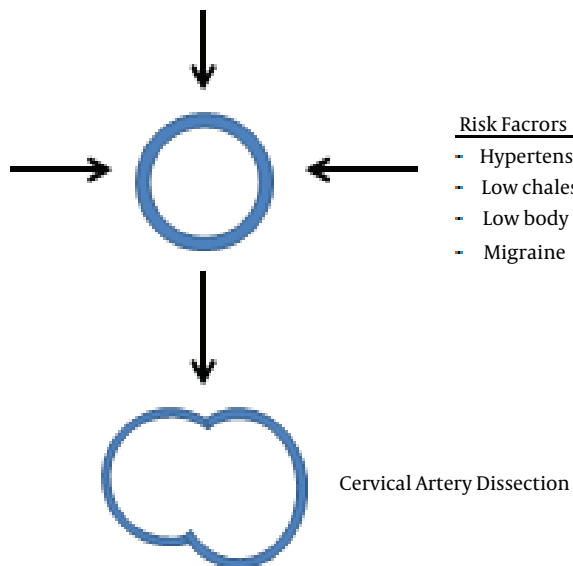 Risk Facrors
- Hypertens
- Low chales
- Low body
- Migraine
Cervical Artery Dissection